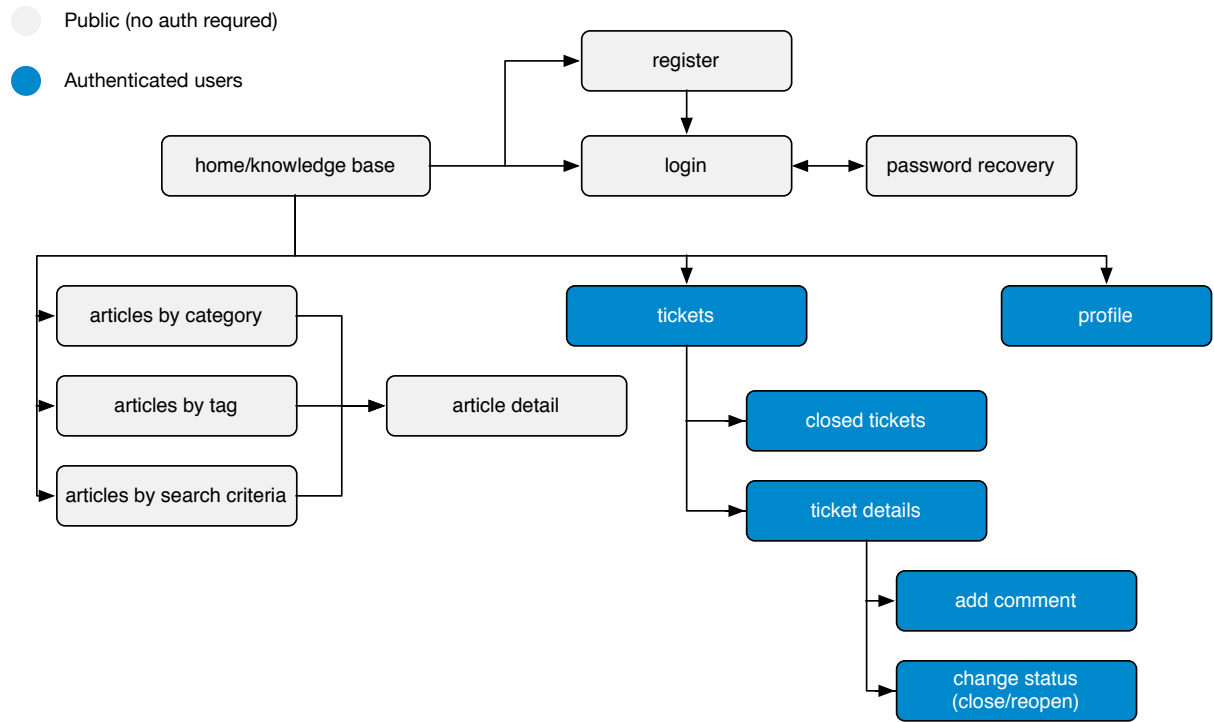 Public (no auth requred)
Authenticated users
register
home/knowledge base
login
password recovery
articles by category
tickets
profile
articles by tag
article detail
closed tickets
articles by search criteria
ticket details
add comment
change status
(close/reopen)